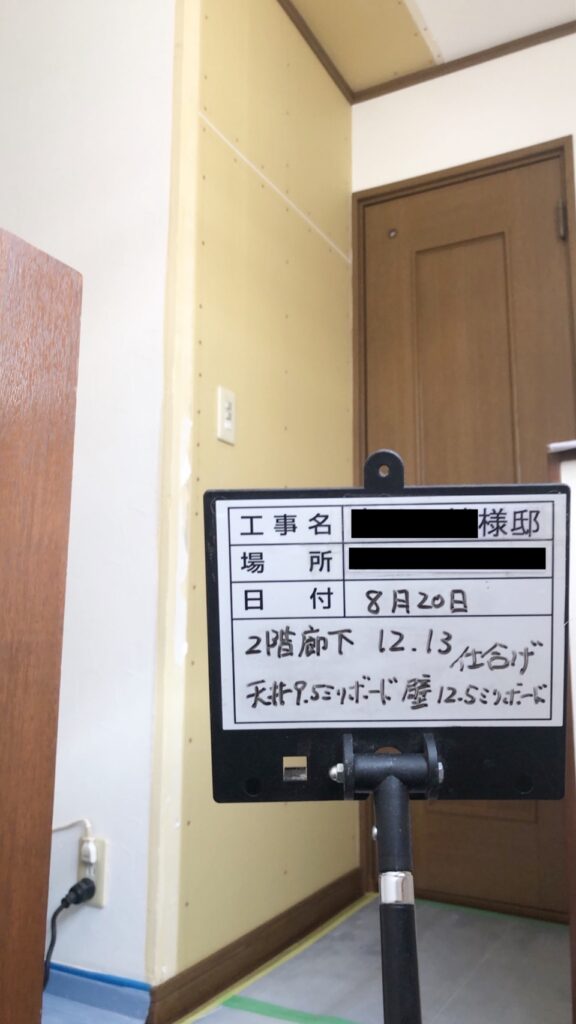 工事名 様邸
場所
日付 8月20日
2階廊下 12.13 仕上げ
天井9.5ミリボード 壁12.5ミリボード